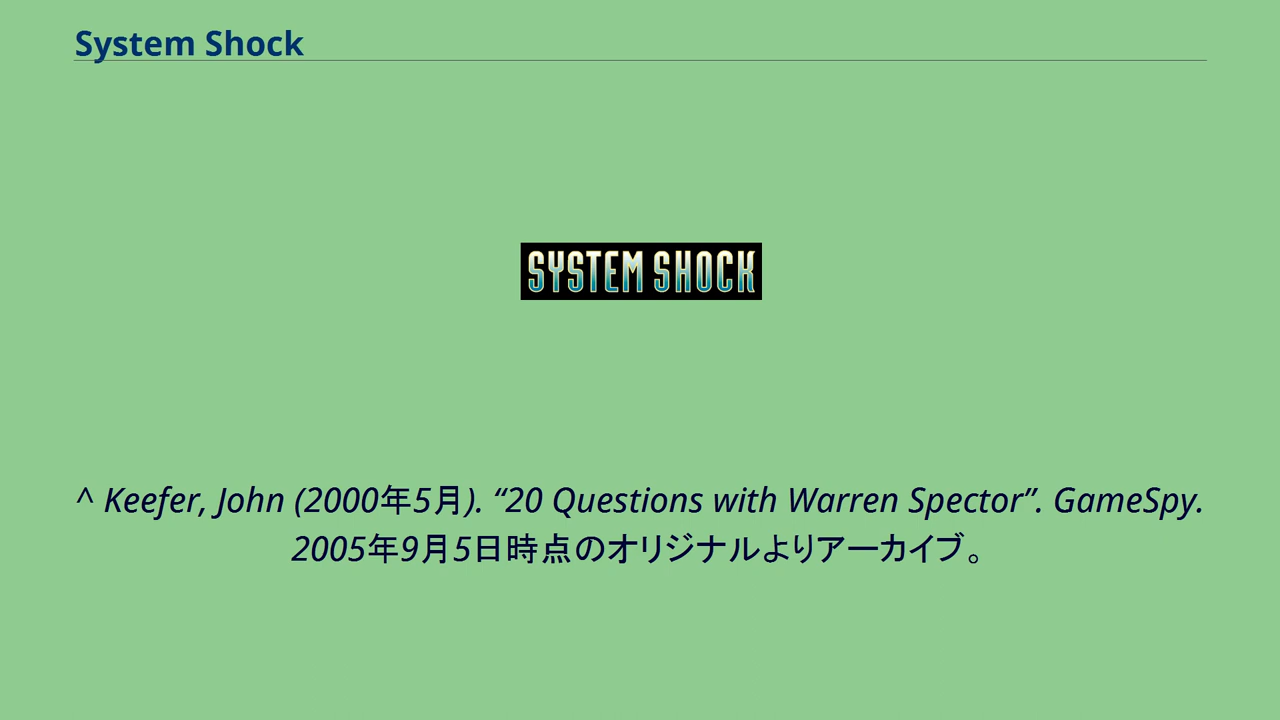 System Shock
SYSTEM SHOCK
^ Keefer, John (2000年5月). “20 Questions with Warren Spector”. GameSpy.
2005年9月5日時点のオリジナルよりアーカイブ。